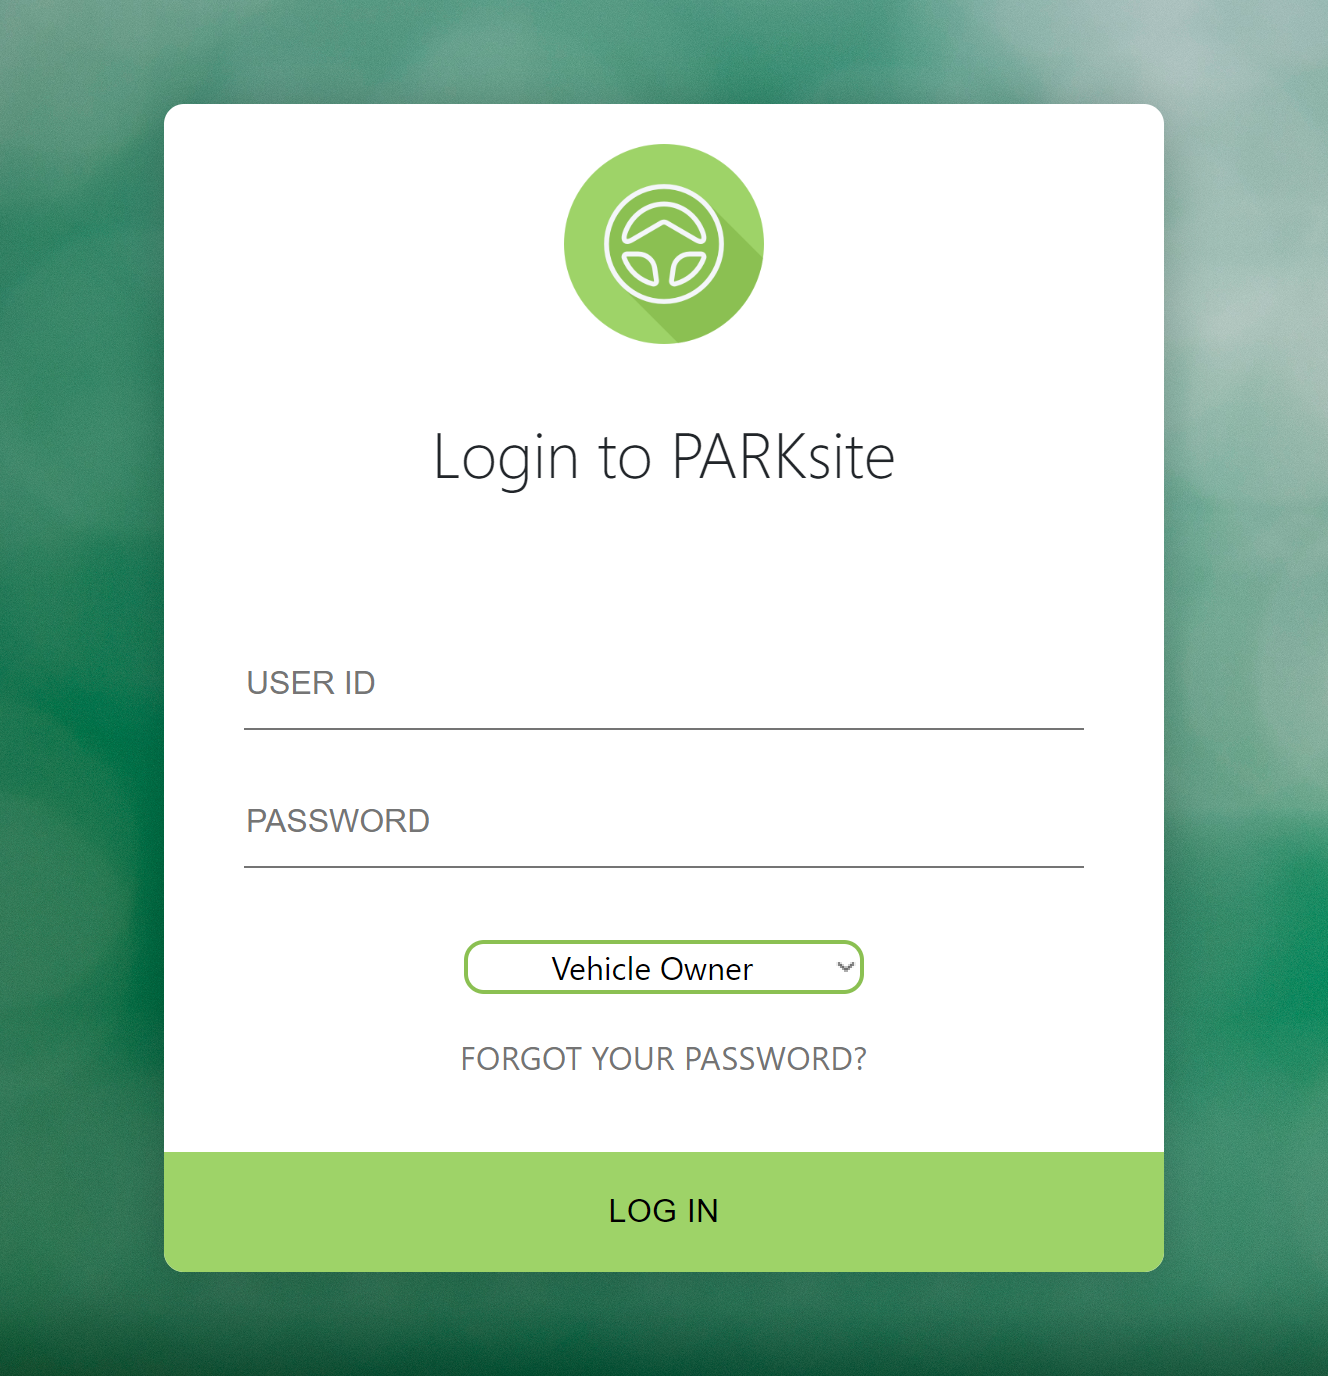 Login to PARKsite
USER ID
PASSWORD
Vehicle Owner
FORGOT YOUR PASSWORD?
LOG IN